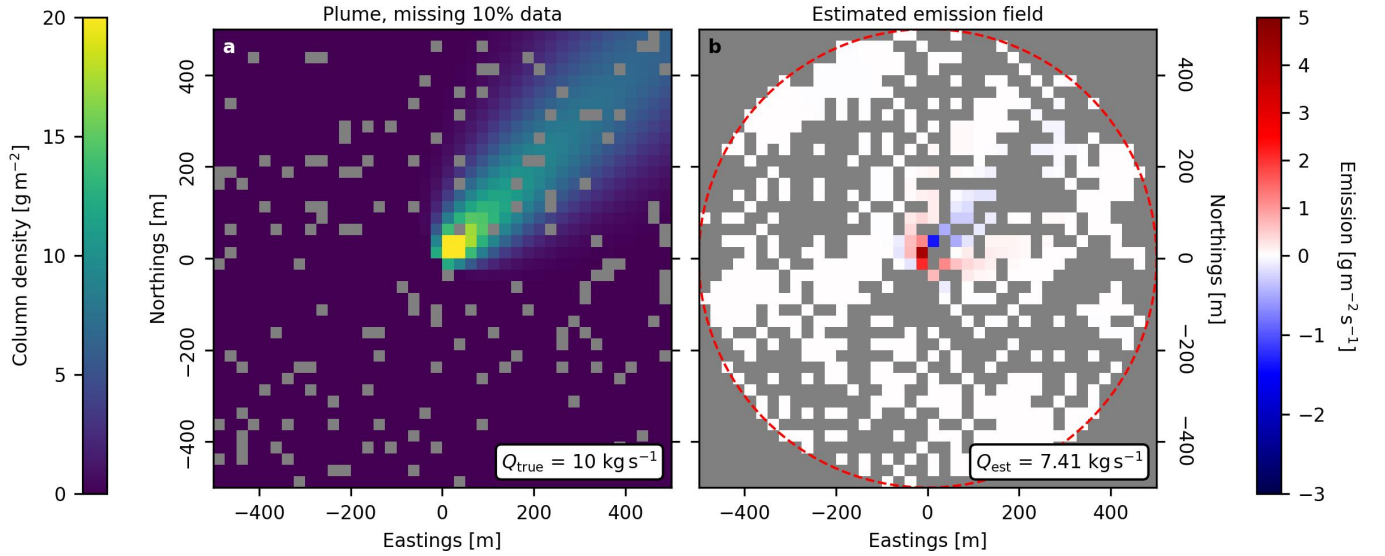 Plume, missing 10% data
Estimated emission field
a
b
20
15
10
5
0
Column density [g m⁻²]
400
200
0
−200
−400
Northings [m]
Q_true = 10 kg s⁻¹
−400 −200 0 200 400
Eastings [m]
400
200
0
−200
−400
Northings [m]
Q_est = 7.41 kg s⁻¹
−400 −200 0 200 400
Eastings [m]
5
4
3
2
1
0
−1
−2
−3
Emission [g m⁻² s⁻¹]